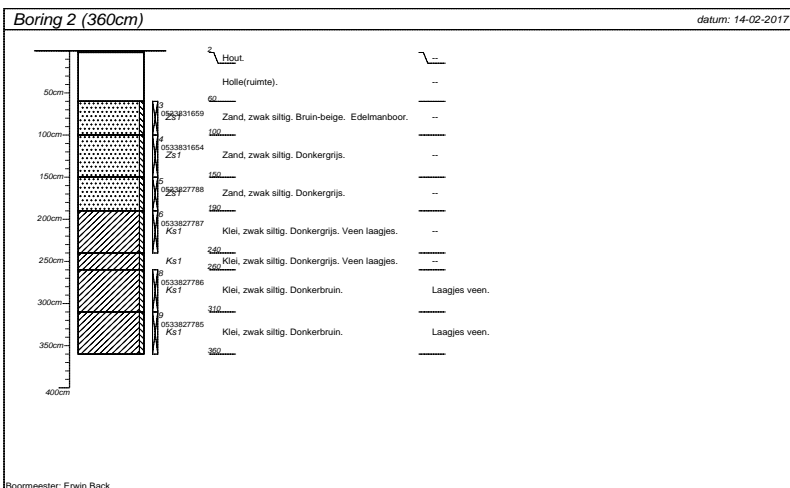 Boring 2 (360cm)
datum: 14-02-2017
2
Hout.
--
Holle(ruimte).
--
50cm
60
3
0533831659
Zs1
Zand, zwak siltig. Bruin-beige. Edelmanboor.
--
100cm
100
4
0533831654
Zs1
Zand, zwak siltig. Donkergrijs.
--
150cm
150
5
0533827788
Zs1
Zand, zwak siltig. Donkergrijs.
--
190
200cm
6
0533827787
Ks1
Klei, zwak siltig. Donkergrijs. Veen laagjes.
--
240
250cm
Ks1
Klei, zwak siltig. Donkergrijs. Veen laagjes.
--
260
8
0533827786
Ks1
Klei, zwak siltig. Donkerbruin.
Laagjes veen.
300cm
310
9
0533827785
Ks1
Klei, zwak siltig. Donkerbruin.
Laagjes veen.
350cm
360
400cm
Boormeester: Erwin Back